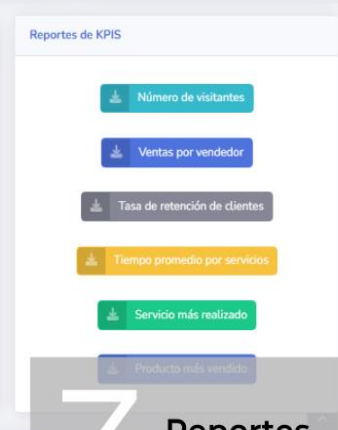 Reportes de KPIS
Número de visitantes
Ventas por vendedor
Tasa de retención de clientes
Tiempo promedio por servicios
Servicio más realizado
Producto más vendido
7 Reportes